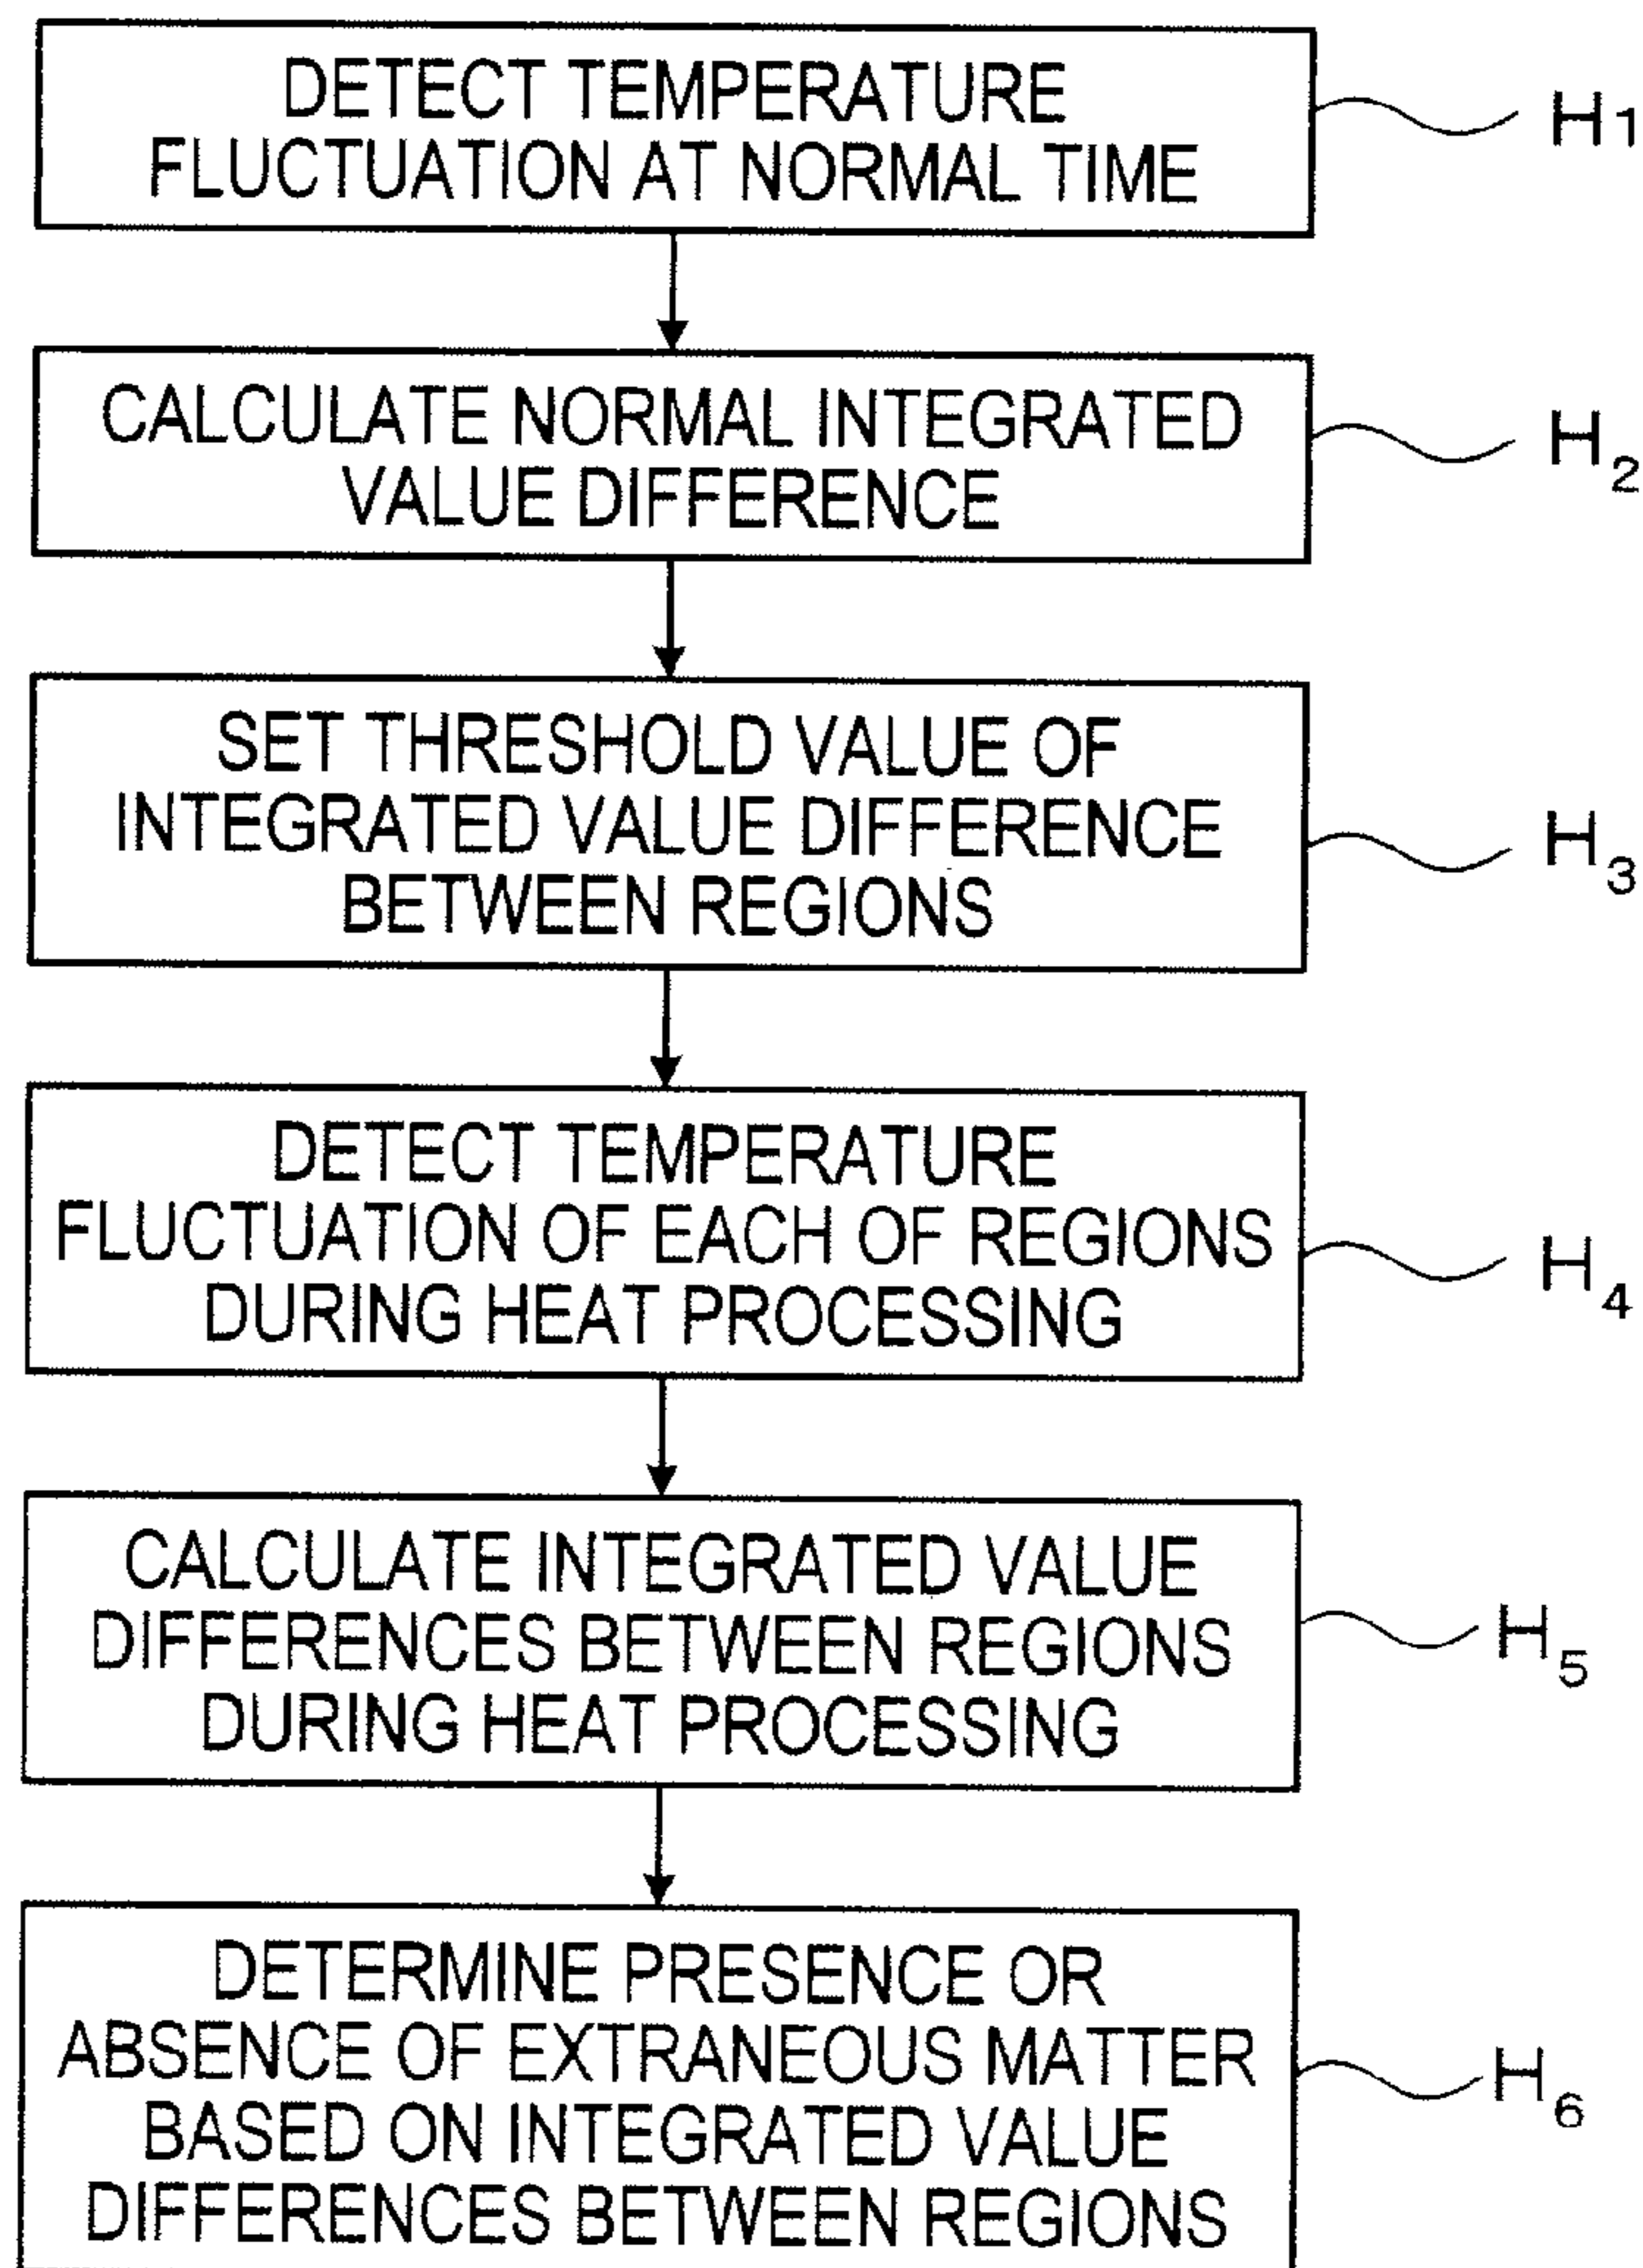 DETECT TEMPERATURE
FLUCTUATION AT NORMAL TIME
H1
CALCULATE NORMAL INTEGRATED
VALUE DIFFERENCE
H2
SET THRESHOLD VALUE OF
INTEGRATED VALUE DIFFERENCE
BETWEEN REGIONS
H3
DETECT TEMPERATURE
FLUCTUATION OF EACH OF REGIONS
DURING HEAT PROCESSING
H4
CALCULATE INTEGRATED VALUE
DIFFERENCES BETWEEN REGIONS
DURING HEAT PROCESSING
H5
DETERMINE PRESENCE OR
ABSENCE OF EXTRANEOUS MATTER
BASED ON INTEGRATED VALUE
DIFFERENCES BETWEEN REGIONS
H6